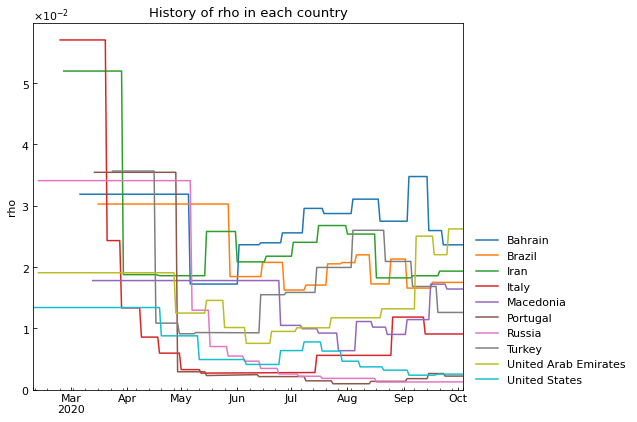 History of rho in each country
×10⁻²
5
4
3
2
1
0
rho
Mar
2020
Apr
May
Jun
Jul
Aug
Sep
Oct
Bahrain
Brazil
Iran
Italy
Macedonia
Portugal
Russia
Turkey
United Arab Emirates
United States